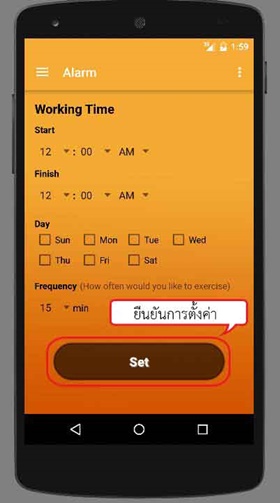 1:59
Alarm
Working Time
Start
12 : 00 AM
Finish
12 : 00 AM
Day
Sun Mon Tue Wed
Thu Fri Sat
Frequency (How often would you like to exercise)
15 min
ยืนยันการตั้งค่า
Set